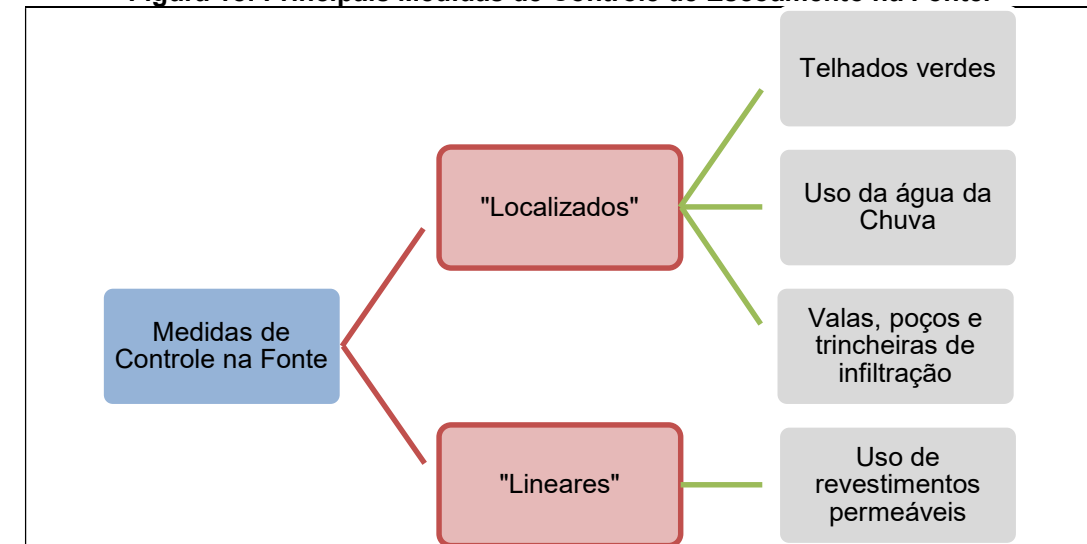 Telhados verdes
"Localizados"
Uso da água da
Chuva
Medidas de
Controle na Fonte
Valas, poços e
trincheiras de
infiltração
"Lineares"
Uso de
revestimentos
permeáveis